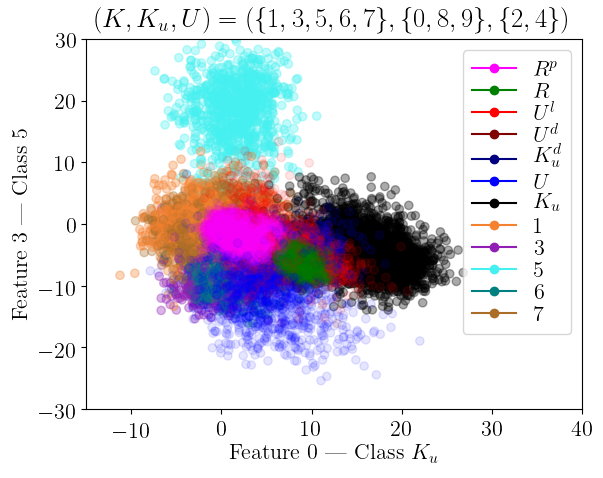 (K, K_u, U) = ({1, 3, 5, 6, 7}, {0, 8, 9}, {2, 4})
Feature 3 — Class 5
30
20
10
0
−10
−20
−30
−10
0
10
20
30
40
Feature 0 — Class K_u
R^p
R
U^l
U^d
K_u^d
U
K_u
1
3
5
6
7